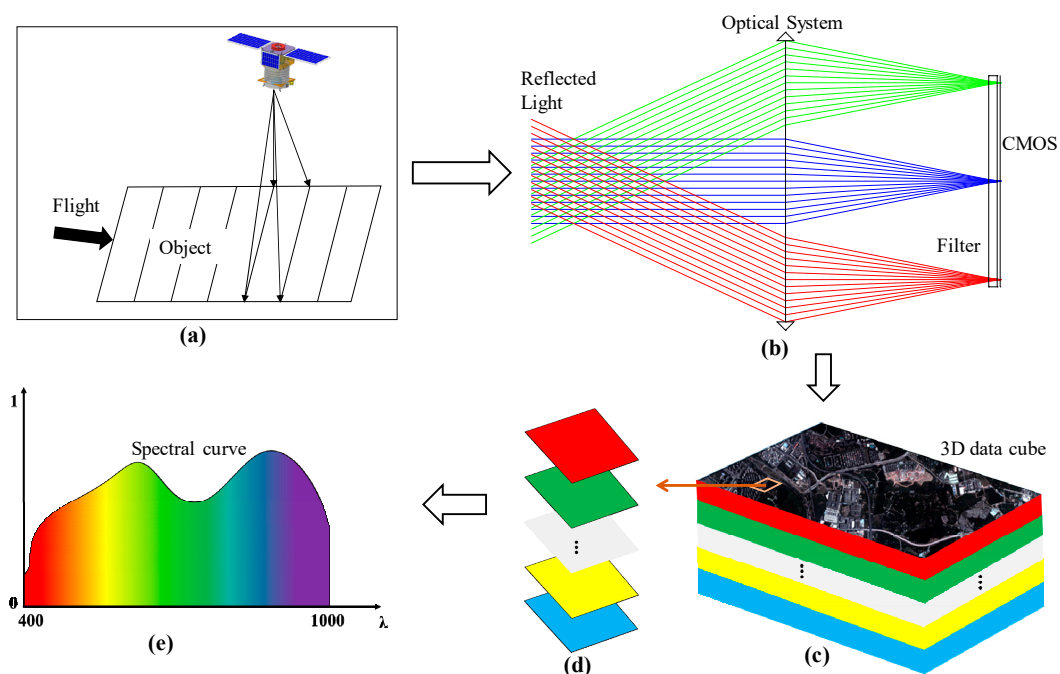 Flight
Object
(a)
Optical System
Reflected
Light
CMOS
Filter
(b)
3D data cube
(c)
(d)
1
Spectral curve
0
400
1000
λ
(e)